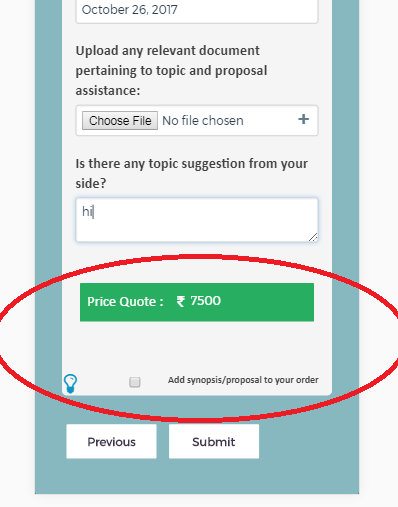 October 26, 2017
Upload any relevant document
pertaining to topic and proposal
assistance:
Choose File No file chosen +
Is there any topic suggestion from your
side?
hi
Price Quote : ₹ 7500
Add synopsis/proposal to your order
Previous Submit